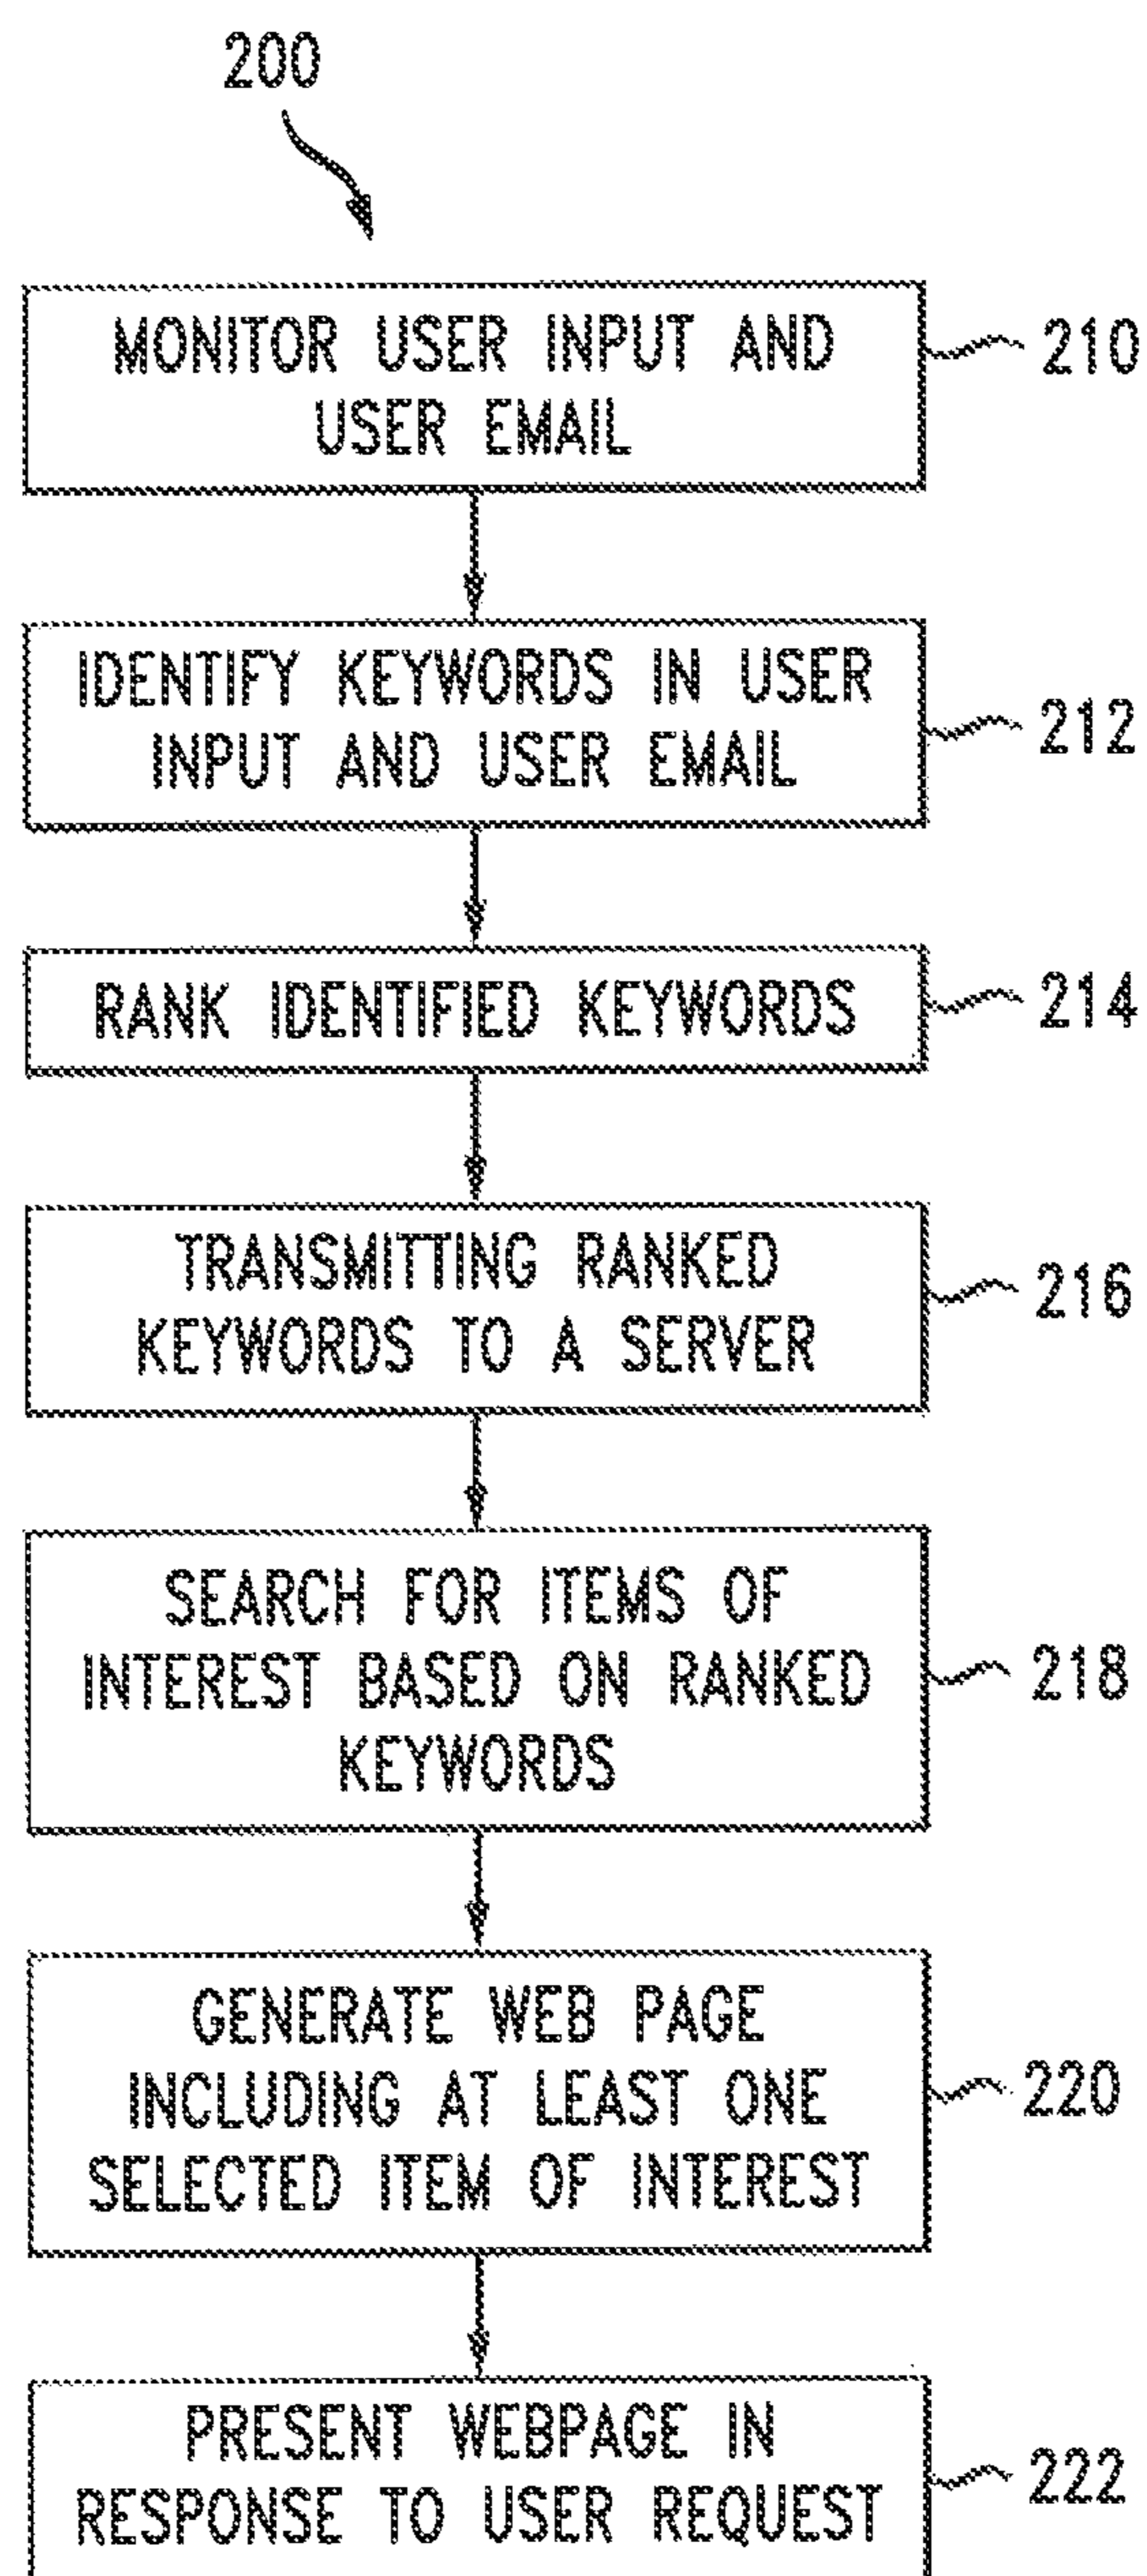 200
MONITOR USER INPUT AND
USER EMAIL
210
IDENTIFY KEYWORDS IN USER
INPUT AND USER EMAIL
212
RANK IDENTIFIED KEYWORDS
214
TRANSMITTING RANKED
KEYWORDS TO A SERVER
216
SEARCH FOR ITEMS OF
INTEREST BASED ON RANKED
KEYWORDS
218
GENERATE WEB PAGE
INCLUDING AT LEAST ONE
SELECTED ITEM OF INTEREST
220
PRESENT WEBPAGE IN
RESPONSE TO USER REQUEST
222